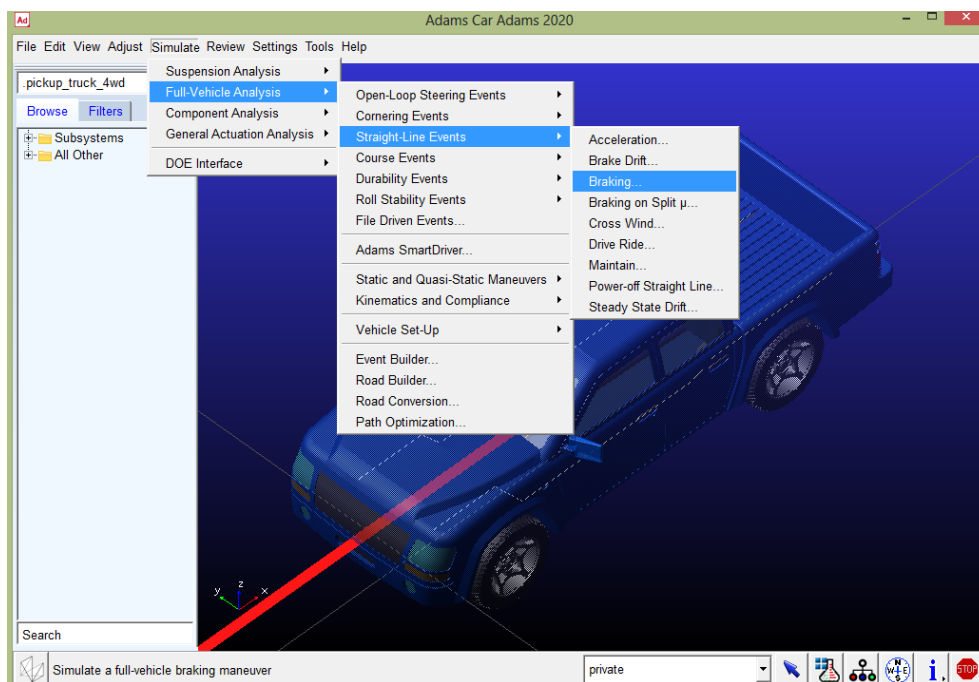 Ad
Adams Car Adams 2020
File Edit View Adjust Simulate Review Settings Tools Help
.pickup_truck_4wd
Browse Filters
Subsystems
All Other
Suspension Analysis
Full-Vehicle Analysis
Component Analysis
General Actuation Analysis
DOE Interface
Open-Loop Steering Events
Cornering Events
Straight-Line Events
Course Events
Durability Events
Roll Stability Events
File Driven Events...
Adams SmartDriver...
Static and Quasi-Static Maneuvers
Kinematics and Compliance
Vehicle Set-Up
Event Builder...
Road Builder...
Road Conversion...
Path Optimization...
Acceleration...
Brake Drift...
Braking...
Braking on Split µ...
Cross Wind...
Drive Ride...
Maintain...
Power-off Straight Line...
Steady State Drift...
y z x
Search
Simulate a full-vehicle braking maneuver
private
N
W E
S
i
STOP